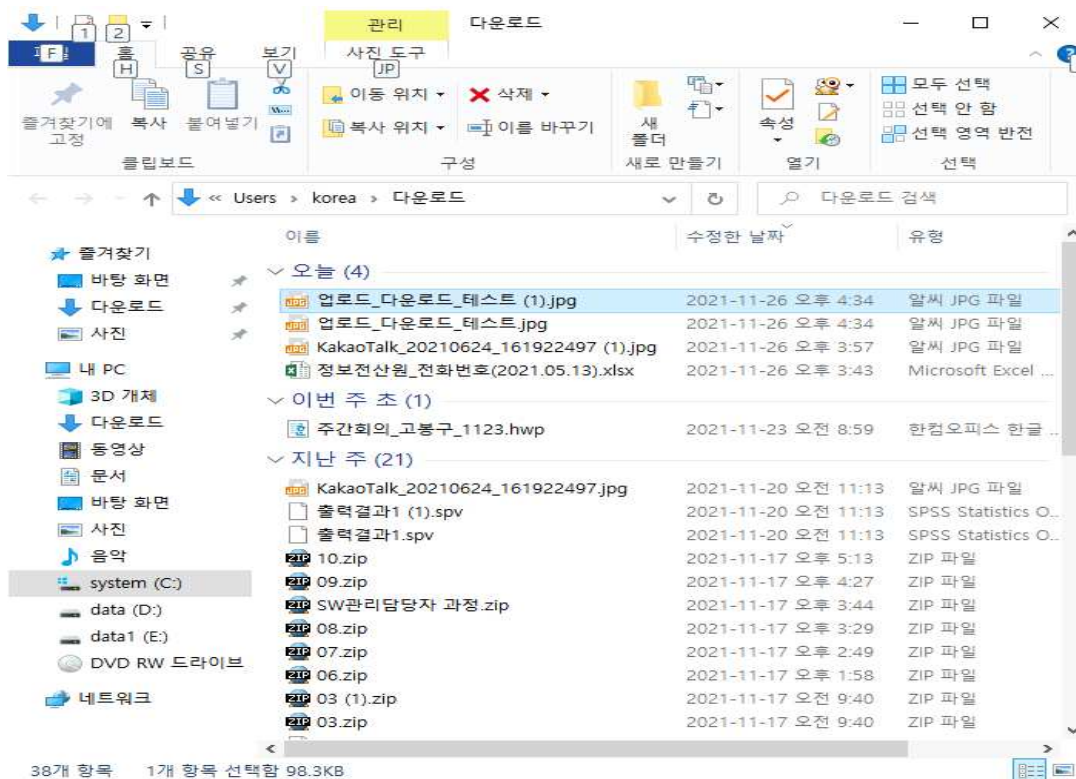 1 2 관리 다운로드
F 홈 공유 보기 사진 도구
H S V JP
즐겨찾기에 고정 복사 붙여넣기
이동 위치 삭제
복사 위치 이름 바꾸기
새 폴더
속성
모두 선택
선택 안 함
선택 영역 반전
클립보드 구성 새로 만들기 열기 선택
« Users > korea > 다운로드 다운로드 검색
이름 수정한 날짜 유형
즐겨찾기
바탕 화면
다운로드
사진
내 PC
3D 개체
다운로드
동영상
문서
바탕 화면
사진
음악
system (C:)
data (D:)
data1 (E:)
DVD RW 드라이브
네트워크
오늘 (4)
업로드_다운로드_테스트 (1).jpg 2021-11-26 오후 4:34 알씨 JPG 파일
업로드_다운로드_테스트.jpg 2021-11-26 오후 4:34 알씨 JPG 파일
KakaoTalk_20210624_161922497 (1).jpg 2021-11-26 오후 3:57 알씨 JPG 파일
정보전산원_전화번호(2021.05.13).xlsx 2021-11-26 오후 3:43 Microsoft Excel ...
이번 주 초 (1)
주간회의_고봉구_1123.hwp 2021-11-23 오전 8:59 한컴오피스 한글 ...
지난 주 (21)
KakaoTalk_20210624_161922497.jpg 2021-11-20 오전 11:13 알씨 JPG 파일
출력결과1 (1).spv 2021-11-20 오전 11:13 SPSS Statistics O...
출력결과1.spv 2021-11-20 오전 11:13 SPSS Statistics O...
ZIP 10.zip 2021-11-17 오후 5:13 ZIP 파일
ZIP 09.zip 2021-11-17 오후 4:27 ZIP 파일
ZIP SW관리담당자 과정.zip 2021-11-17 오후 3:44 ZIP 파일
ZIP 08.zip 2021-11-17 오후 3:29 ZIP 파일
ZIP 07.zip 2021-11-17 오후 2:49 ZIP 파일
ZIP 06.zip 2021-11-17 오후 1:58 ZIP 파일
ZIP 03 (1).zip 2021-11-17 오전 9:40 ZIP 파일
ZIP 03.zip 2021-11-17 오전 9:40 ZIP 파일
38개 항목 1개 항목 선택함 98.3KB